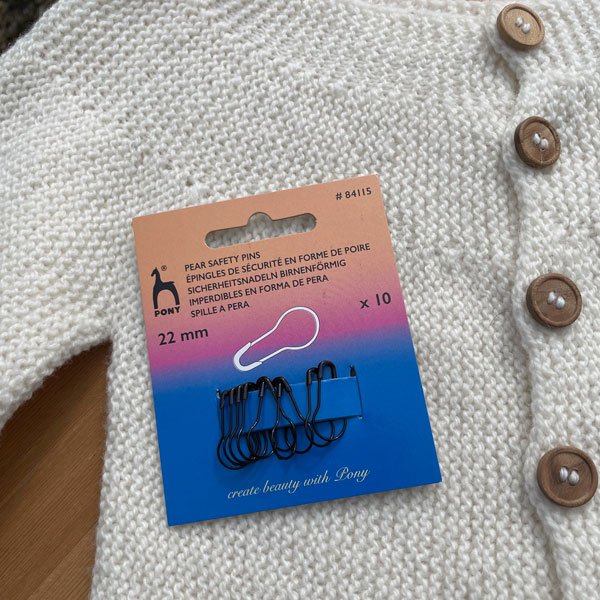 # 84115
PEAR SAFETY PINS
ÉPINGLES DE SÉCURITÉ EN FORME DE POIRE
SICHERHEITSNADELN BIRNENFÖRMIG
IMPERDIBLES EN FORMA DE PERA
SPILLE A PERA
®
PONY
22 mm
x 10
create beauty with Pony